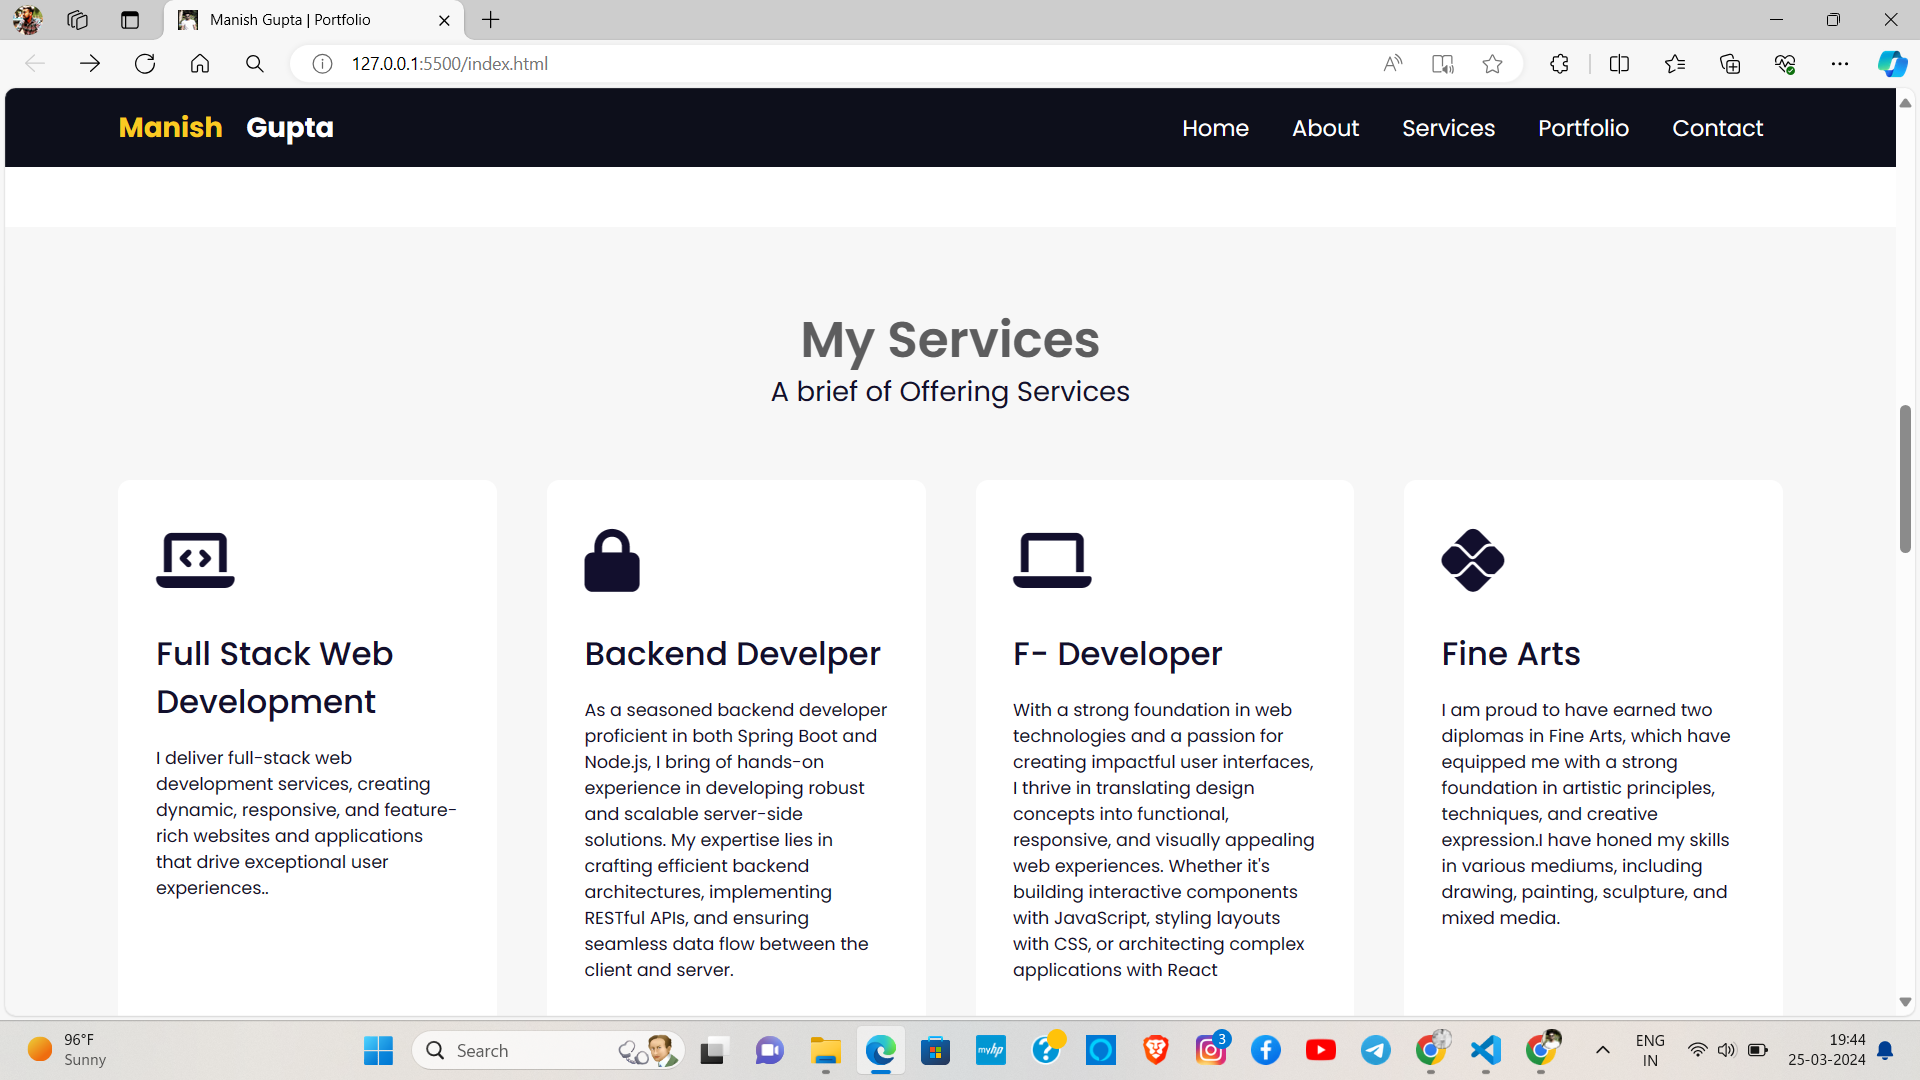 Manish Gupta | Portfolio
127.0.0.1:5500/index.html
Manish Gupta Home About Services Portfolio Contact
My Services
A brief of Offering Services
Full Stack Web
Development
I deliver full-stack web
development services, creating
dynamic, responsive, and feature-
rich websites and applications
that drive exceptional user
experiences..
Backend Develper
As a seasoned backend developer
proficient in both Spring Boot and
Node.js, I bring of hands-on
experience in developing robust
and scalable server-side
solutions. My expertise lies in
crafting efficient backend
architectures, implementing
RESTful APIs, and ensuring
seamless data flow between the
client and server.
F- Developer
With a strong foundation in web
technologies and a passion for
creating impactful user interfaces,
I thrive in translating design
concepts into functional,
responsive, and visually appealing
web experiences. Whether it's
building interactive components
with JavaScript, styling layouts
with CSS, or architecting complex
applications with React
Fine Arts
I am proud to have earned two
diplomas in Fine Arts, which have
equipped me with a strong
foundation in artistic principles,
techniques, and creative
expression.I have honed my skills
in various mediums, including
drawing, painting, sculpture, and
mixed media.
96°F
Sunny
Search
myhp
3
ENG
IN
19:44
25-03-2024